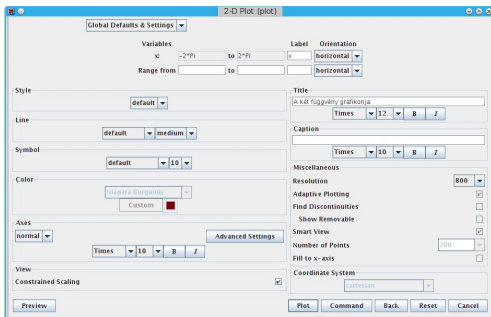 2-D Plot (plot)
Global Defaults & Settings
Variables Label Orientation
x: -2*Pi to 2*Pi x horizontal
Range from to horizontal
Style
default
Line
default medium
Symbol
default 10
Color
Niagara Burgundy
Custom
Axes
normal Advanced Settings
Times 10 B I
View
Constrained Scaling
Title
A két függvény grafikonja
Times 12 B I
Caption
Times 10 B I
Miscellaneous
Resolution 800
Adaptive Plotting
Find Discontinuities
Show Removable
Smart View
Number of Points 200
Fill to x-axis
Coordinate System
cartesian
Preview Plot Command Back Reset Cancel